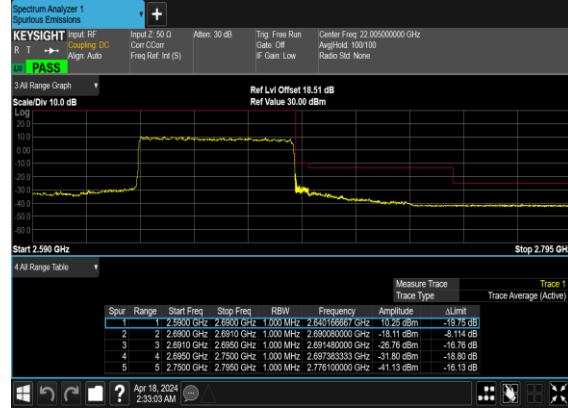 Spectrum Analyzer 1
Spurious Emissions
+
KEYSIGHT Input: RF Input Z: 50 Ω Atten: 30 dB Trig: Free Run Center Freq: 22.005000000 GHz
R T Coupling: DC Corr CCorr Gate: Off Avg|Hold: 100/100
Align: Auto Freq Ref: Int (S) IF Gain: Low Radio Std: None
PASS
3 All Range Graph
Ref Lvl Offset 18.51 dB
Scale/Div 10.0 dB Ref Value 30.00 dBm
Log
20.0
10.0
0.00
-10.0
-20.0
-30.0
-40.0
-50.0
-60.0
Start 2.590 GHz Stop 2.795 GH
4 All Range Table
Measure Trace Trace 1
Trace Type Trace Average (Active)
Spur Range Start Freq Stop Freq RBW Frequency Amplitude ΔLimit
1 1 2.5900 GHz 2.6900 GHz 1.000 MHz 2.640166667 GHz 10.25 dBm -19.75 dB
2 2 2.6900 GHz 2.6910 GHz 1.000 MHz 2.690080000 GHz -18.11 dBm -8.114 dB
3 3 2.6910 GHz 2.6950 GHz 1.000 MHz 2.691480000 GHz -26.76 dBm -16.76 dB
4 4 2.6950 GHz 2.7500 GHz 1.000 MHz 2.697383333 GHz -31.80 dBm -18.80 dB
5 5 2.7500 GHz 2.7950 GHz 1.000 MHz 2.776100000 GHz -41.13 dBm -16.13 dB
?
Apr 18, 2024
2:33:03 AM